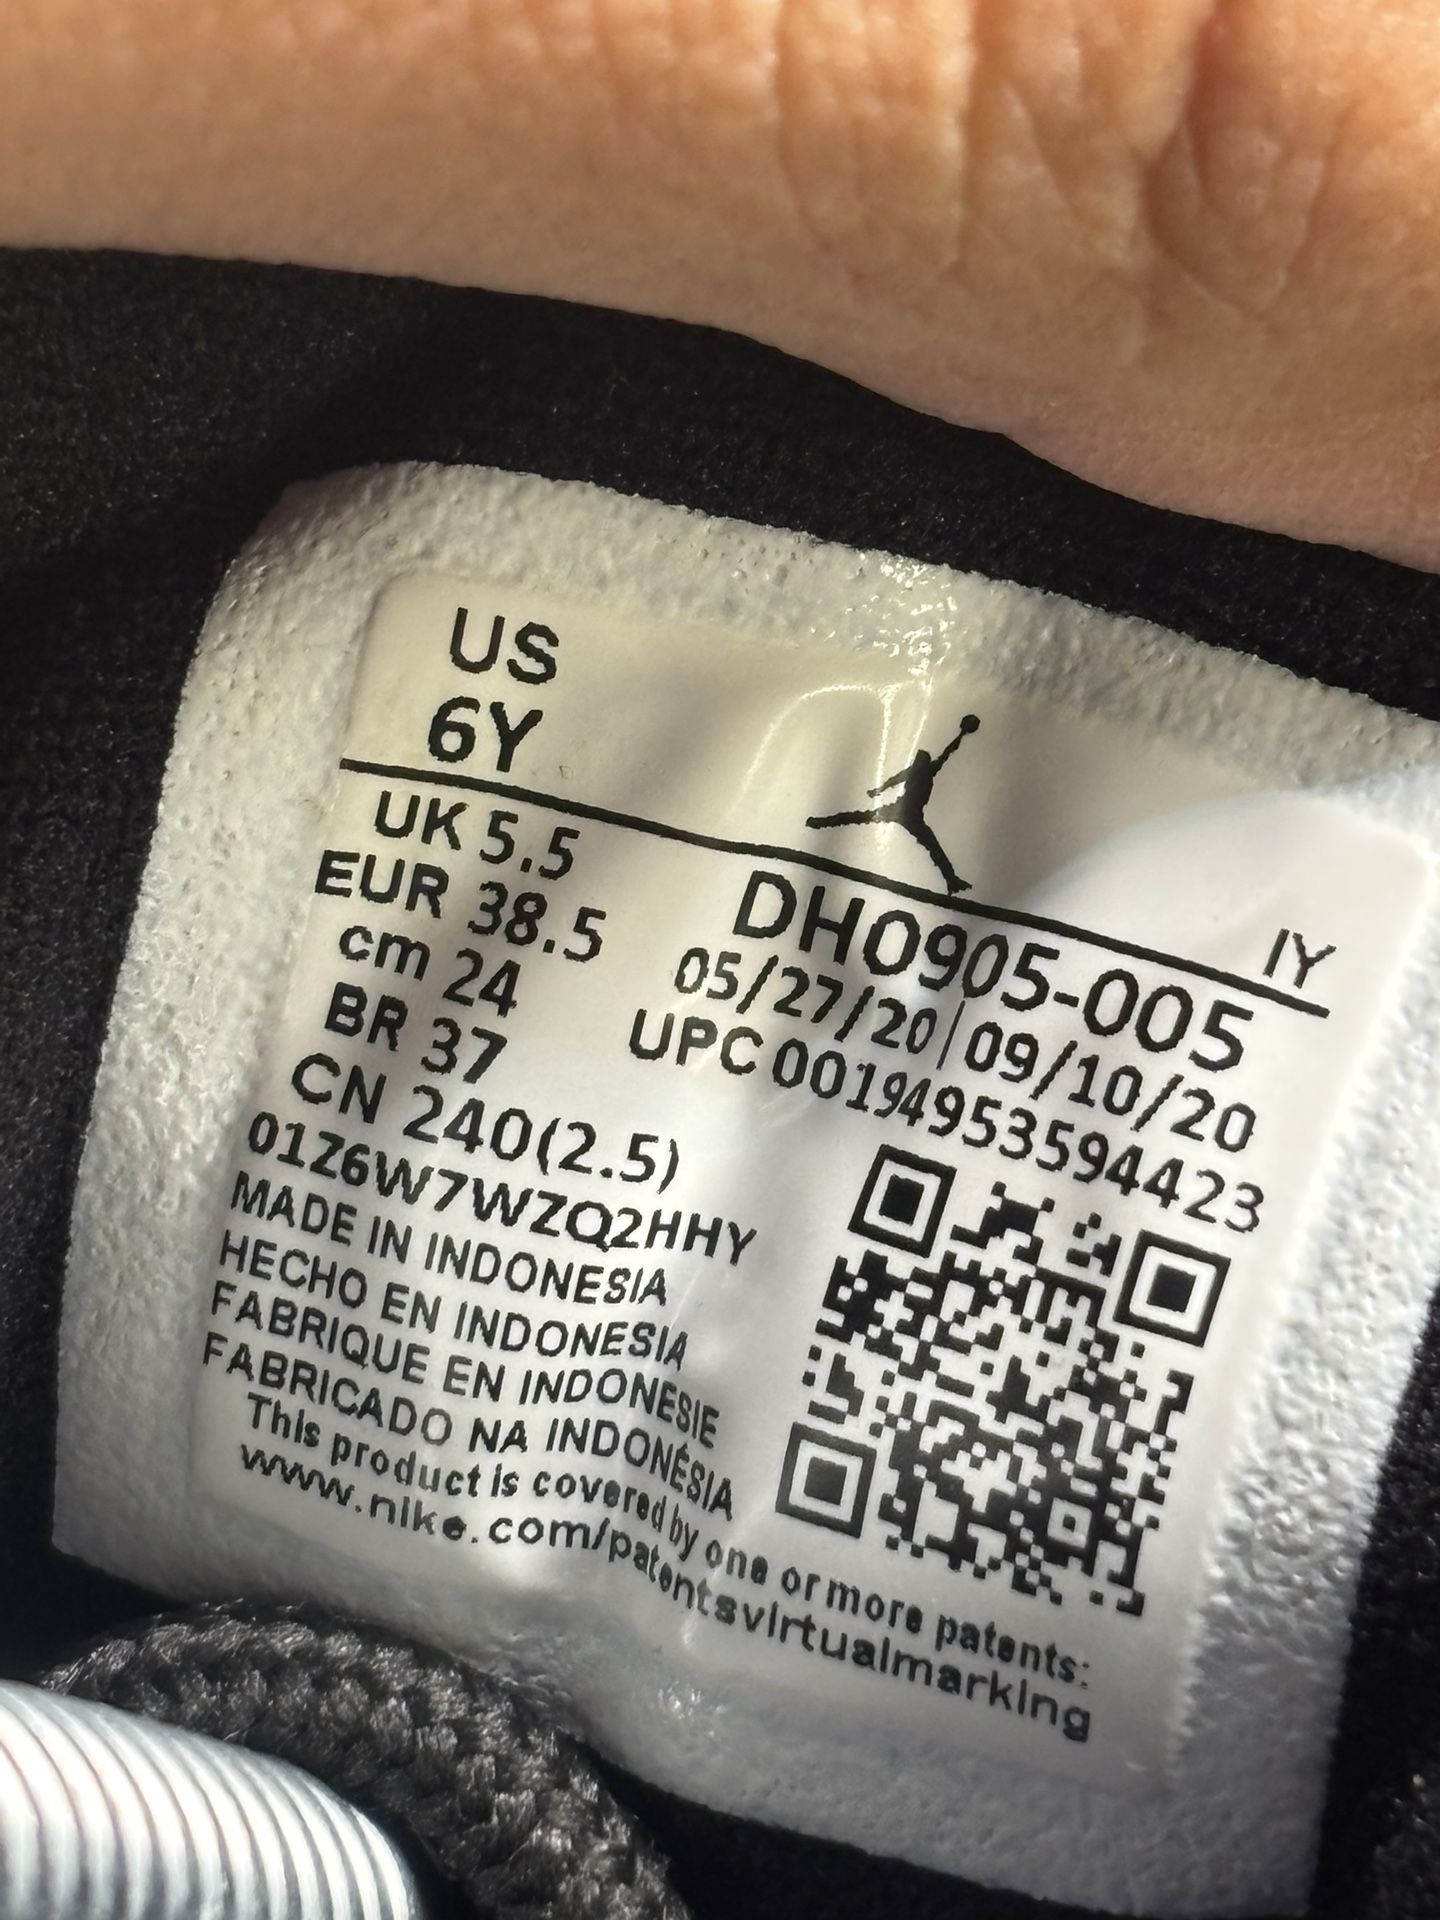 US
6Y
UK 5.5
EUR 38.5
cm 24
BR 37
CN 240(2.5)
01Z6W7WZQ2HHY
IY
DH0905-005
05/27/20|09/10/20
UPC 00194953594423
MADE IN INDONESIA
HECHO EN INDONESIA
FABRIQUE EN INDONESIE
FABRICADO NA INDONÉSIA
This product is covered by one or more patents:
www.nike.com/patentsvirtualmarking